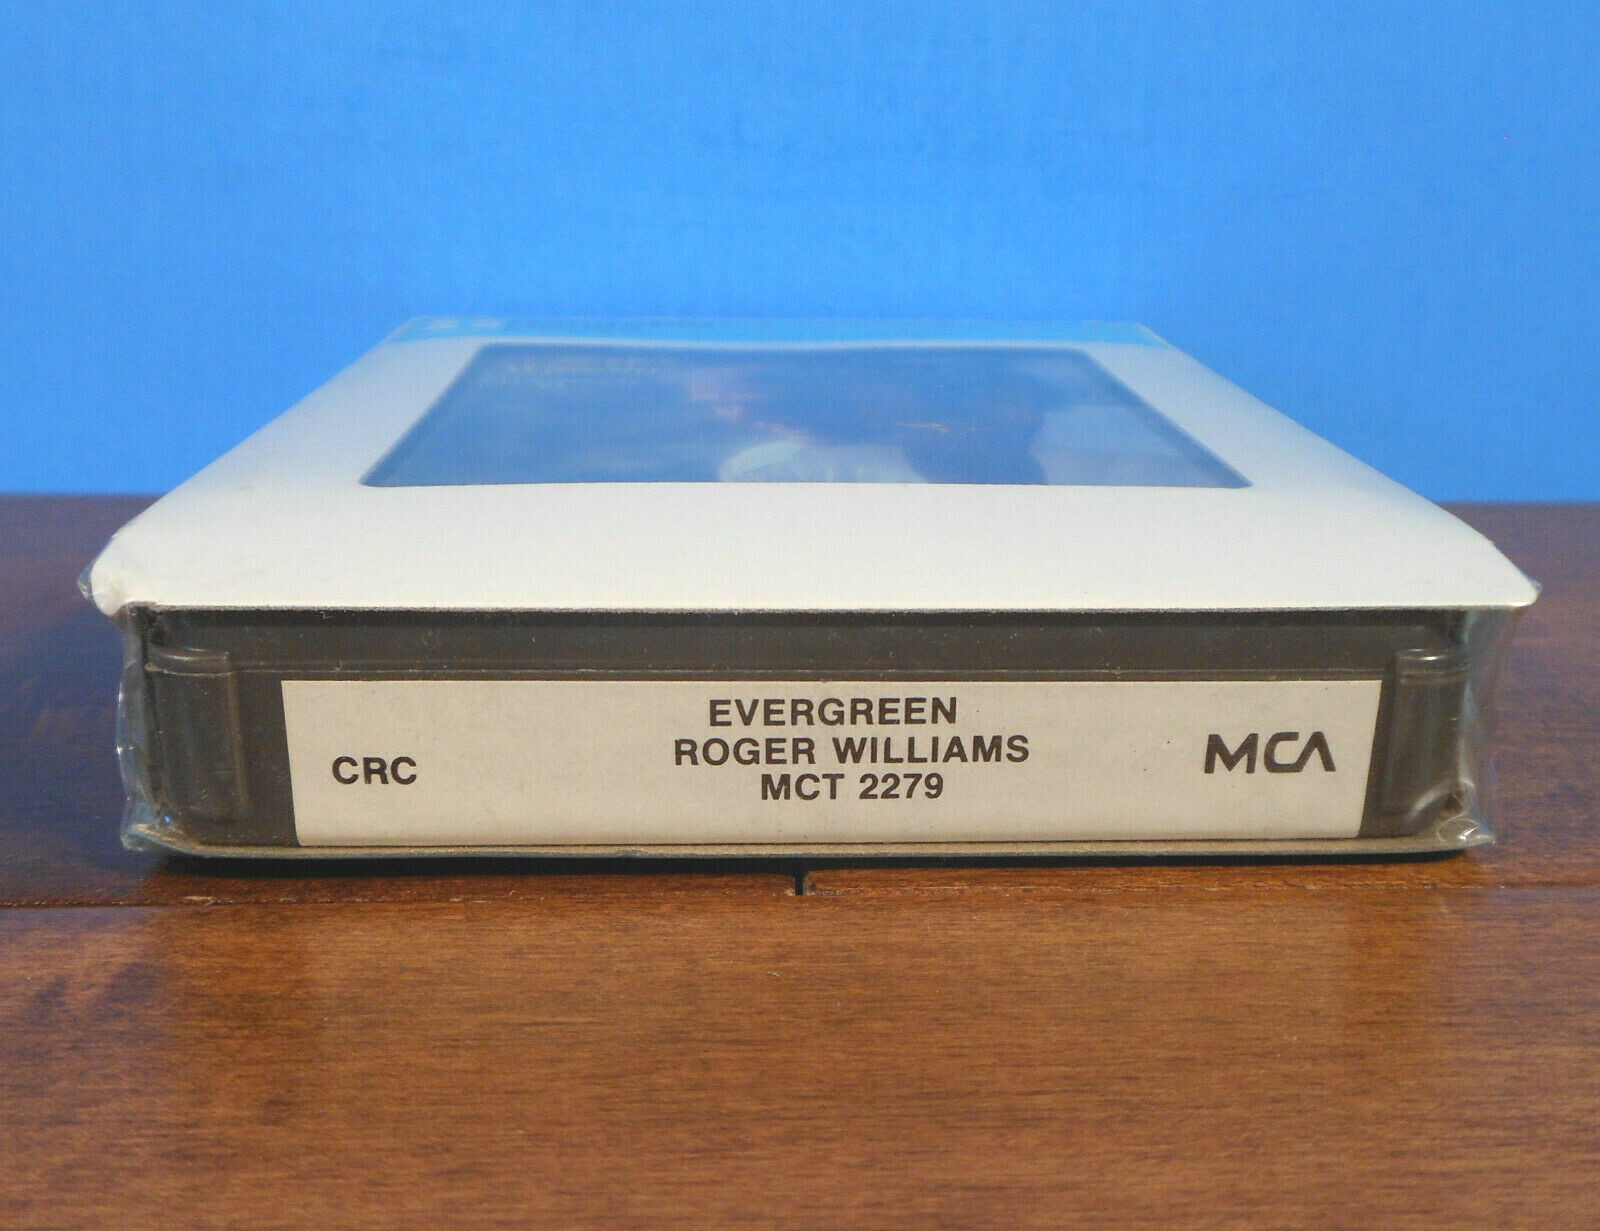 EVERGREEN
ROGER WILLIAMS
MCT 2279
CRC
MCA